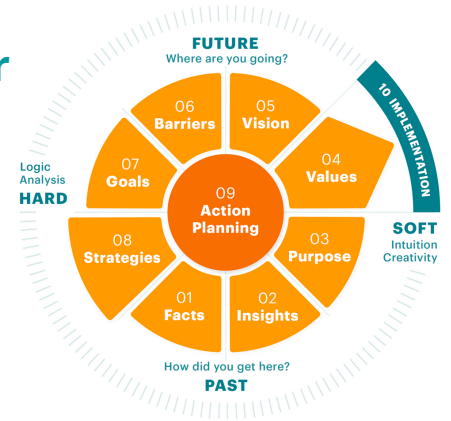 r
FUTURE
Where are you going?
10 IMPLEMENTATION
06
Barriers
05
Vision
07
Goals
04
Values
Logic
Analysis
HARD
09
Action
Planning
SOFT
Intuition
Creativity
08
Strategies
03
Purpose
01
Facts
02
Insights
How did you get here?
PAST